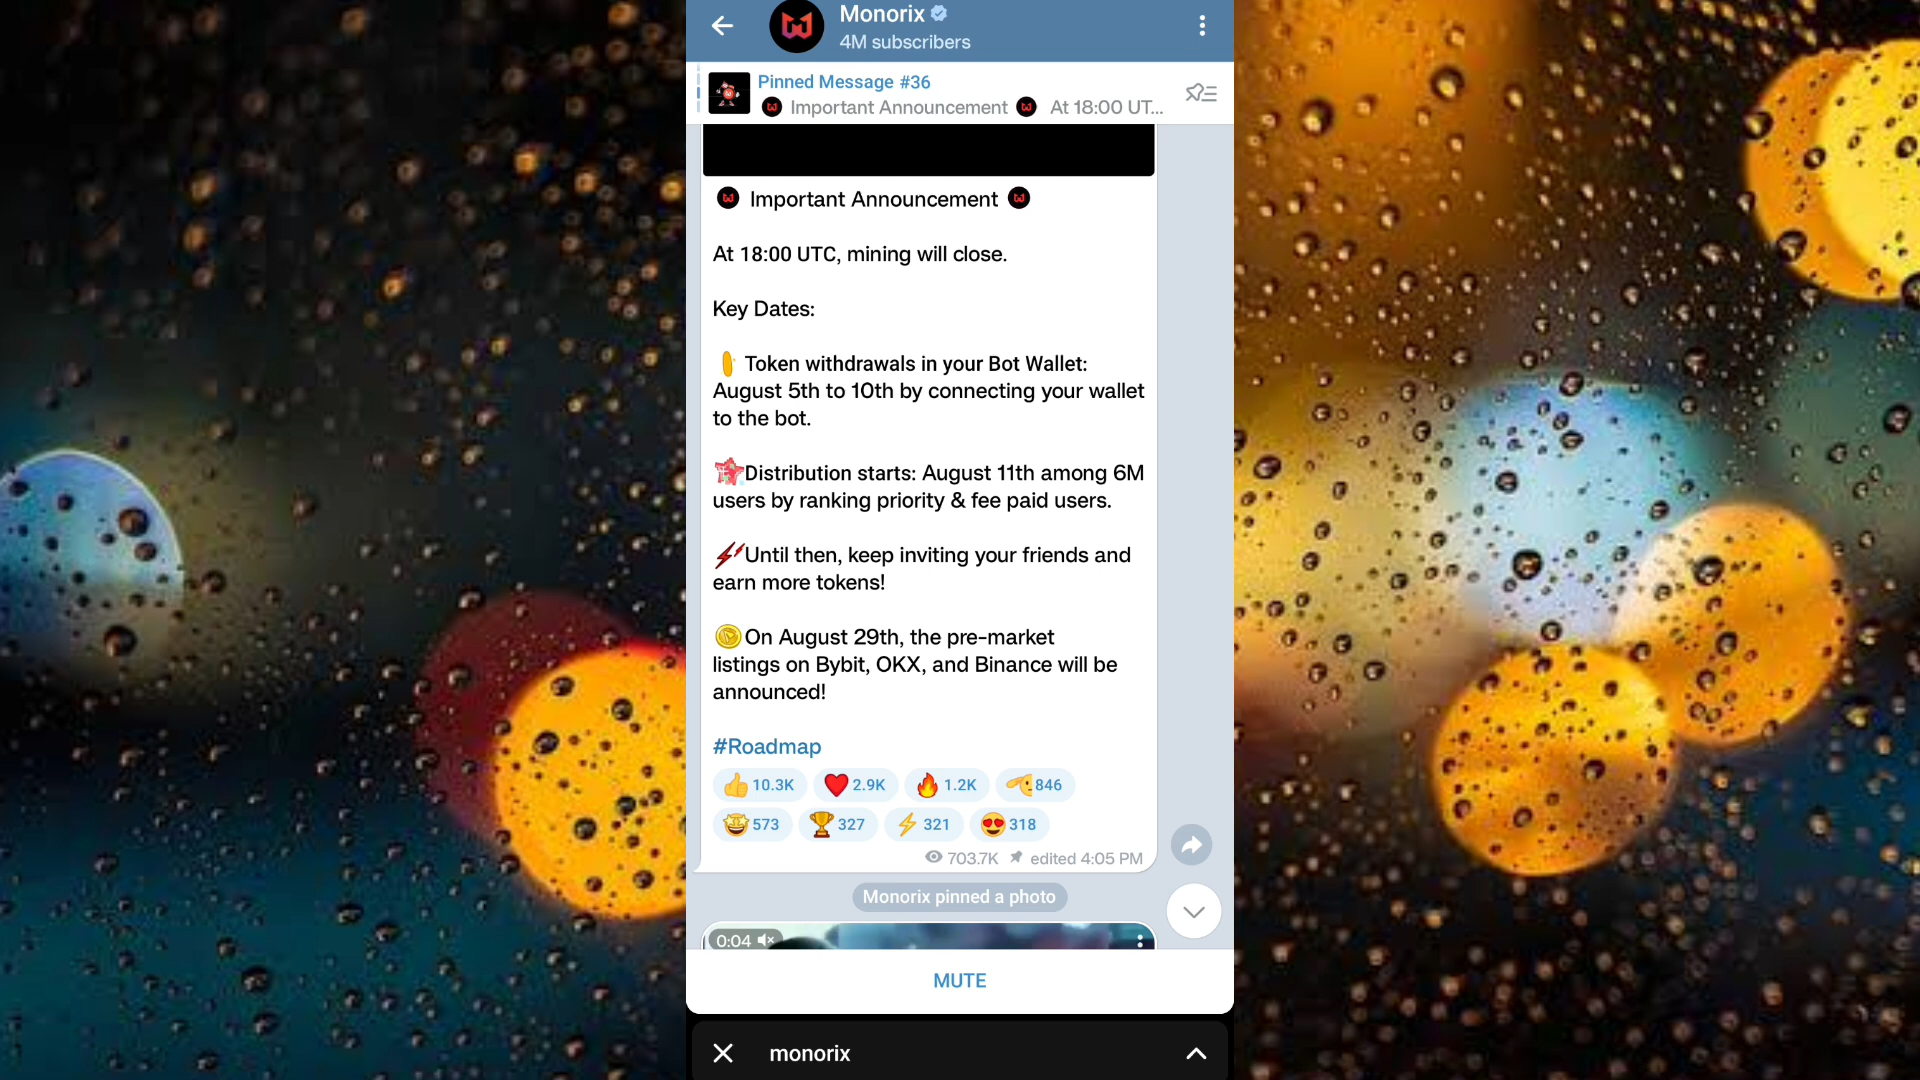 Monorix
4M subscribers
Pinned Message #36
Important Announcement At 18:00 UT...
Important Announcement
At 18:00 UTC, mining will close.
Key Dates:
Token withdrawals in your Bot Wallet:
August 5th to 10th by connecting your wallet
to the bot.
Distribution starts: August 11th among 6M
users by ranking priority & fee paid users.
Until then, keep inviting your friends and
earn more tokens!
On August 29th, the pre-market
listings on Bybit, OKX, and Binance will be
announced!
#Roadmap
10.3K 2.9K 1.2K 846
573 327 321 318
703.7K edited 4:05 PM
Monorix pinned a photo
0:04
MUTE
monorix